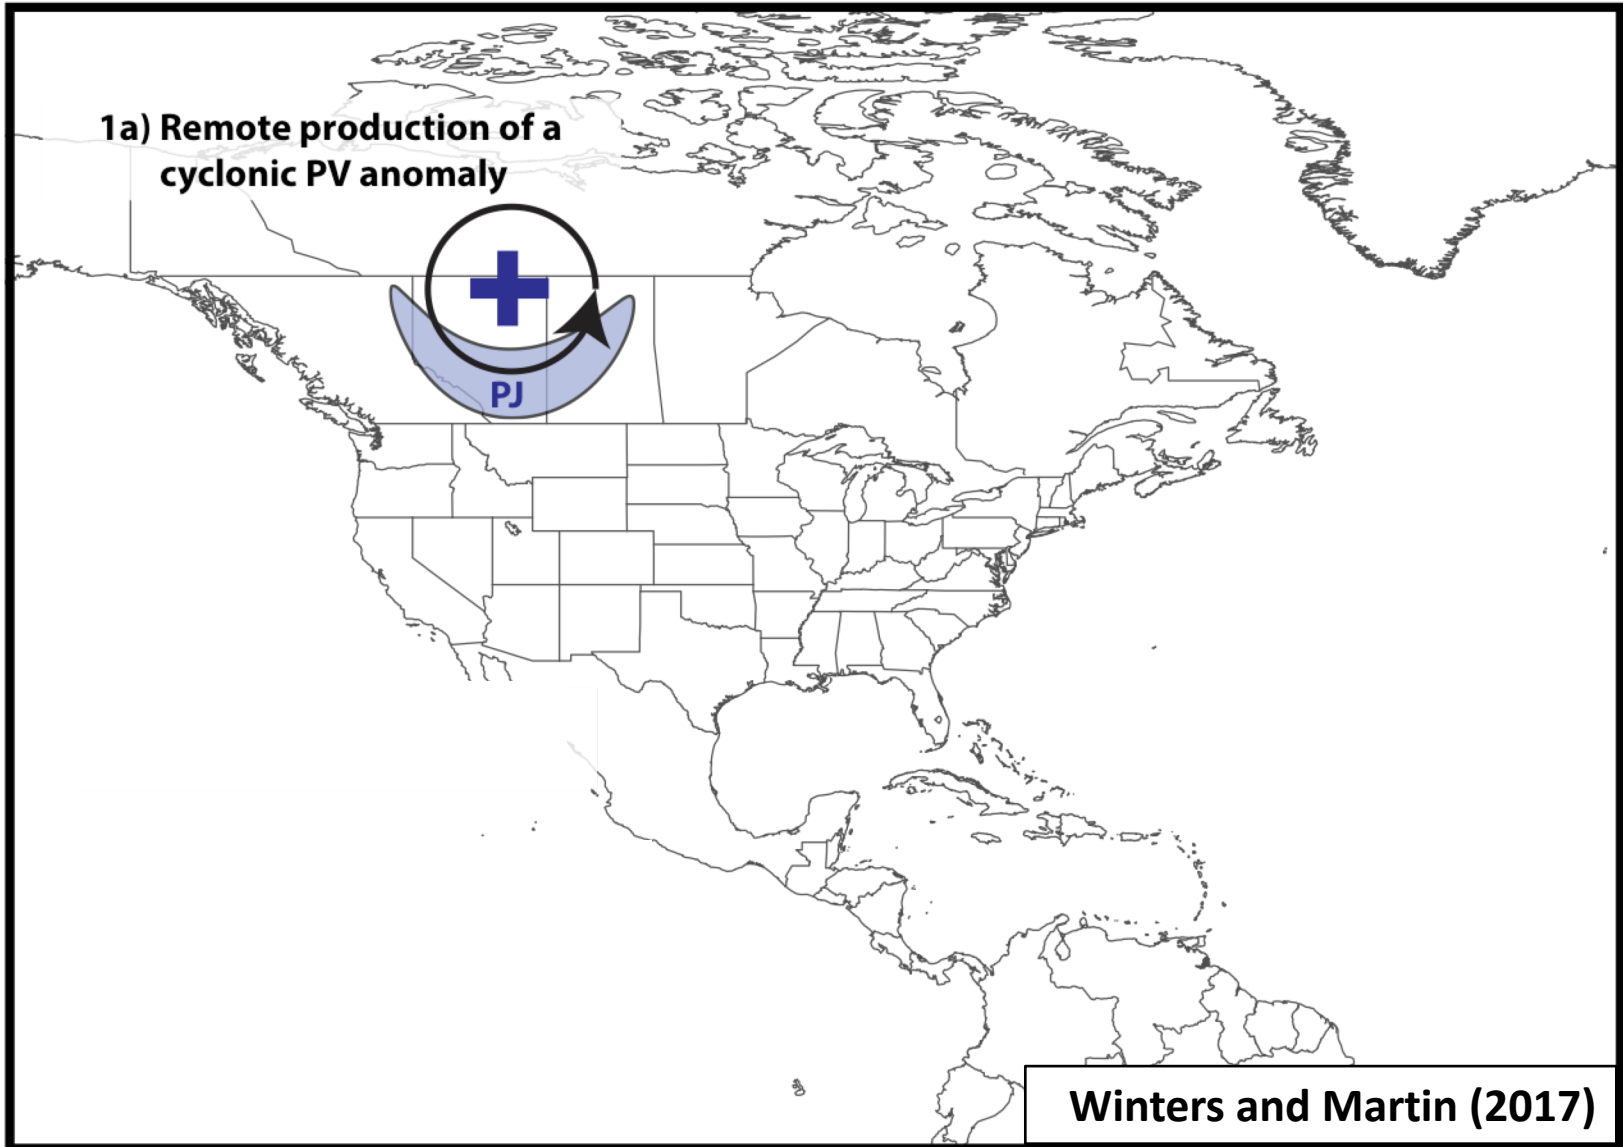 1a) Remote production of a
cyclonic PV anomaly
PJ
Winters and Martin (2017)